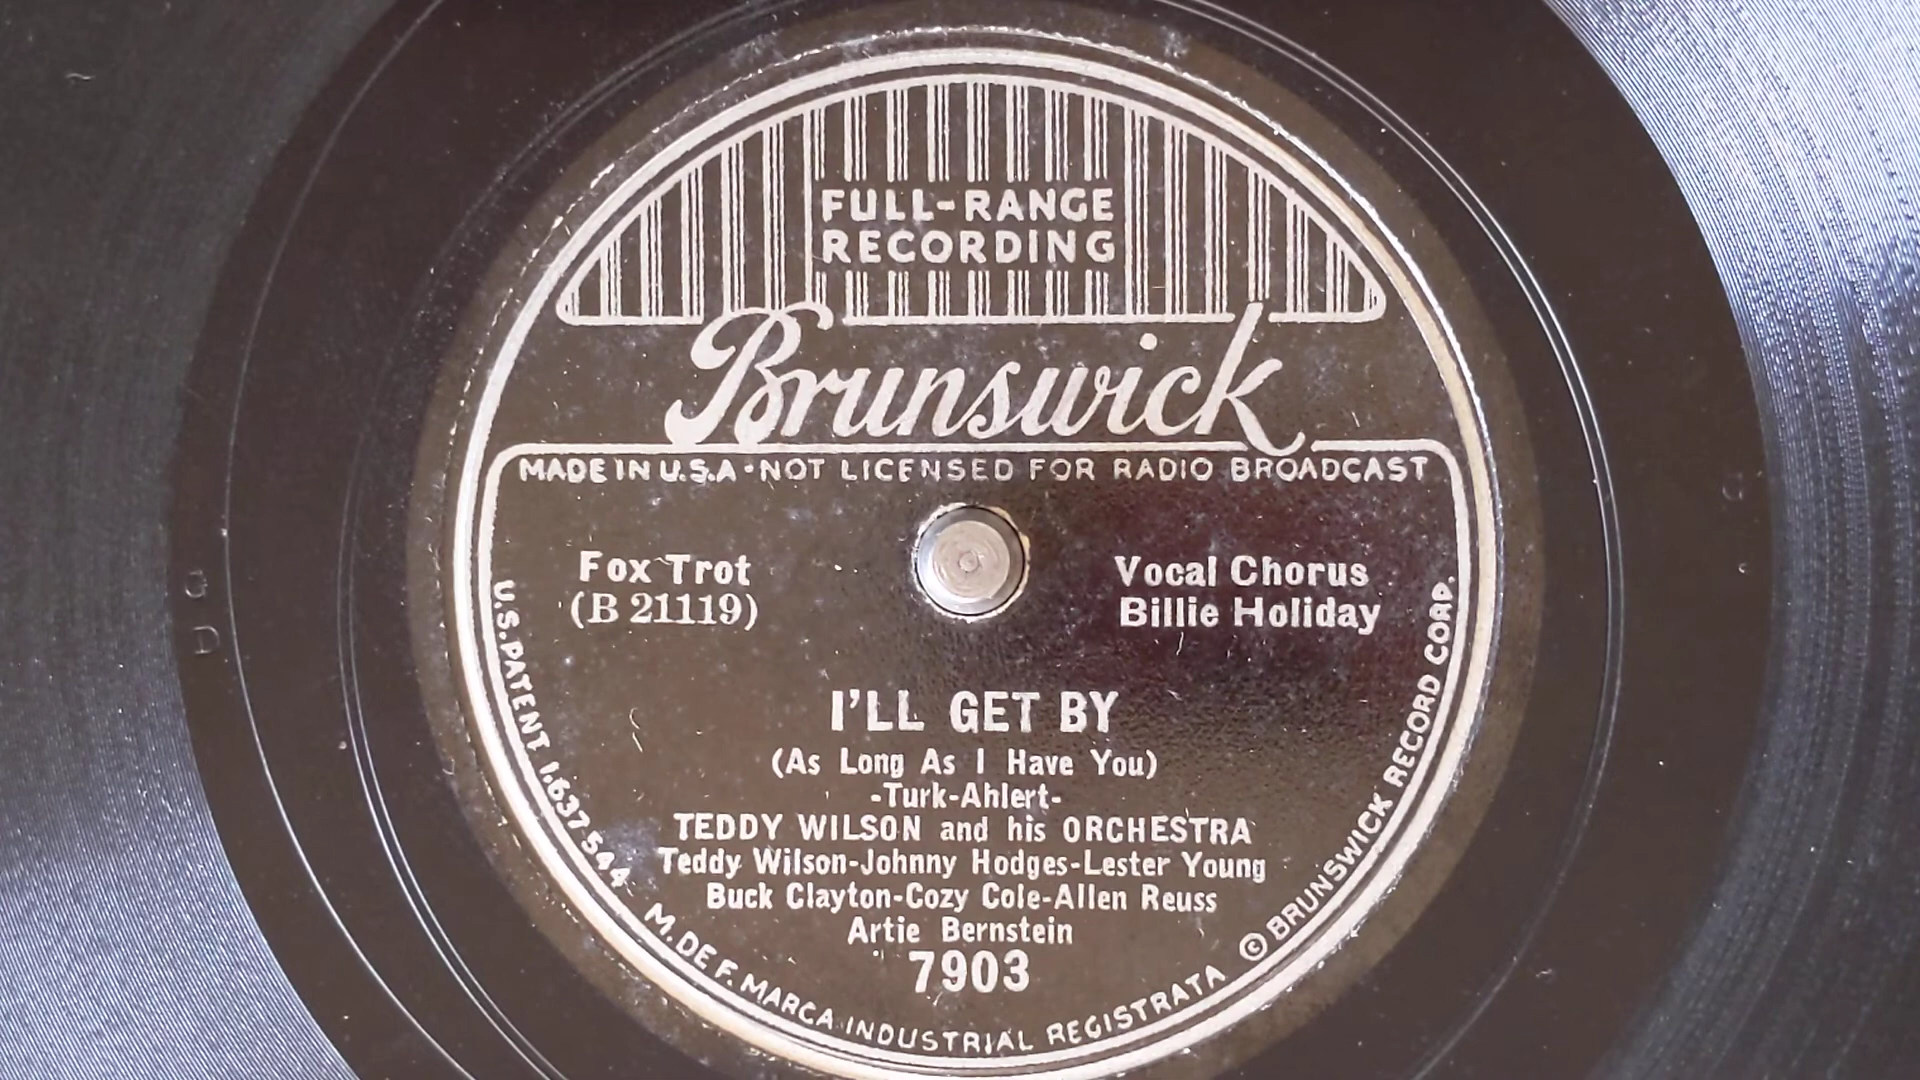 FULL-RANGE
RECORDING
Brunswick
MADE IN U.S.A • NOT LICENSED FOR RADIO BROADCAST
Fox Trot
(B 21119)
Vocal Chorus
Billie Holiday
I'LL GET BY
(As Long As I Have You)
-Turk-Ahlert-
TEDDY WILSON and his ORCHESTRA
Teddy Wilson-Johnny Hodges-Lester Young
Buck Clayton-Cozy Cole-Allen Reuss
Artie Bernstein
7903
U.S. PATENT 1.637544- M. DE F. MARCA INDUSTRIAL REGISTRATA © BRUNSWICK RECORD CORP.